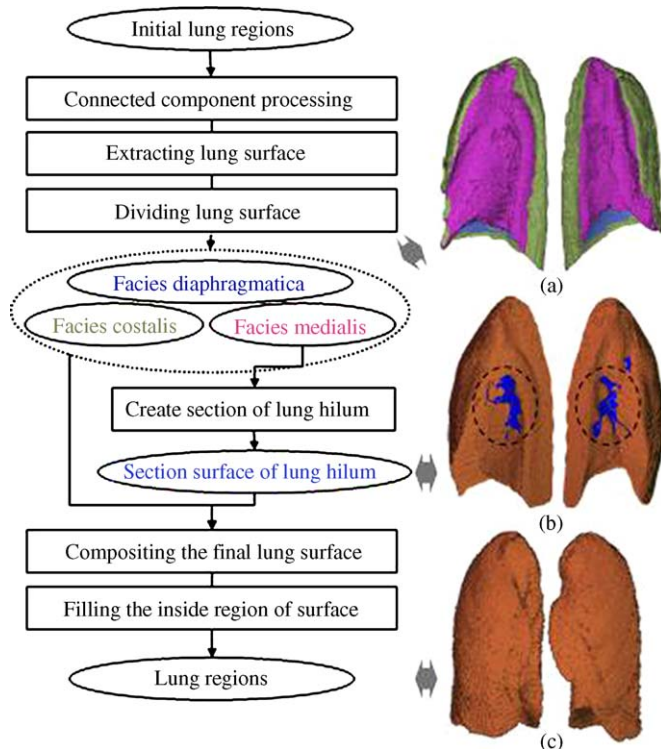 Initial lung regions
Connected component processing
Extracting lung surface
Dividing lung surface
Facies diaphragmatica
Facies costalis
Facies medialis
Create section of lung hilum
Section surface of lung hilum
Compositing the final lung surface
Filling the inside region of surface
Lung regions
(a)
(b)
(c)